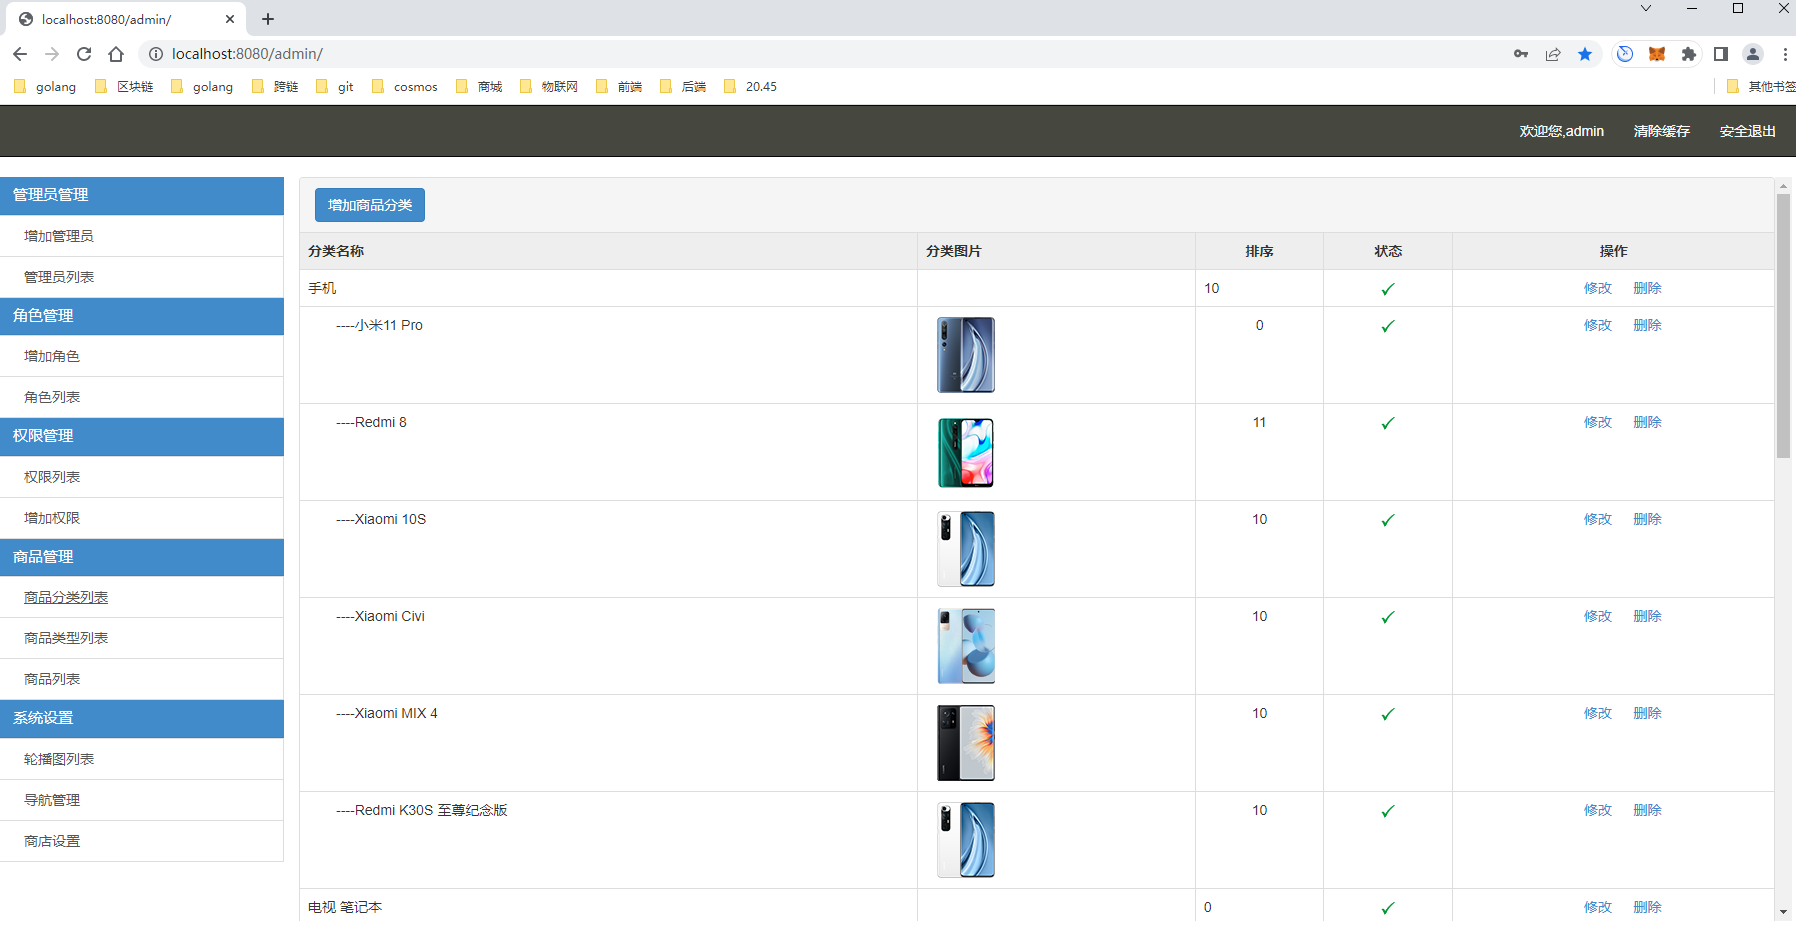 localhost:8080/admin/
localhost:8080/admin/
golang 区块链 golang 跨链 git cosmos 商城 物联网 前端 后端 20.45 其他书签
欢迎您,admin 清除缓存 安全退出
管理员管理
增加管理员
管理员列表
角色管理
增加角色
角色列表
权限管理
权限列表
增加权限
商品管理
商品分类列表
商品类型列表
商品列表
系统设置
轮播图列表
导航管理
商店设置
增加商品分类
分类名称 分类图片 排序 状态 操作
手机 10 修改 删除
----小米11 Pro 0 修改 删除
----Redmi 8 11 修改 删除
----Xiaomi 10S 10 修改 删除
----Xiaomi Civi 10 修改 删除
----Xiaomi MIX 4 10 修改 删除
----Redmi K30S 至尊纪念版 10 修改 删除
电视 笔记本 0 修改 删除